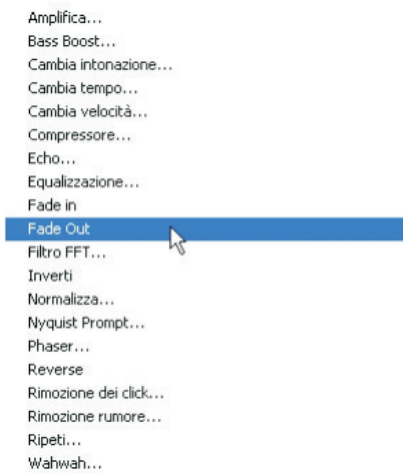 Amplifica...
Bass Boost...
Cambia intonazione...
Cambia tempo...
Cambia velocità...
Compressore...
Echo...
Equalizzazione...
Fade in
Fade Out
Filtro FFT...
Inverti
Normalizza...
Nyquist Prompt...
Phaser...
Reverse
Rimozione dei click...
Rimozione rumore...
Ripeti...
Wahwah...